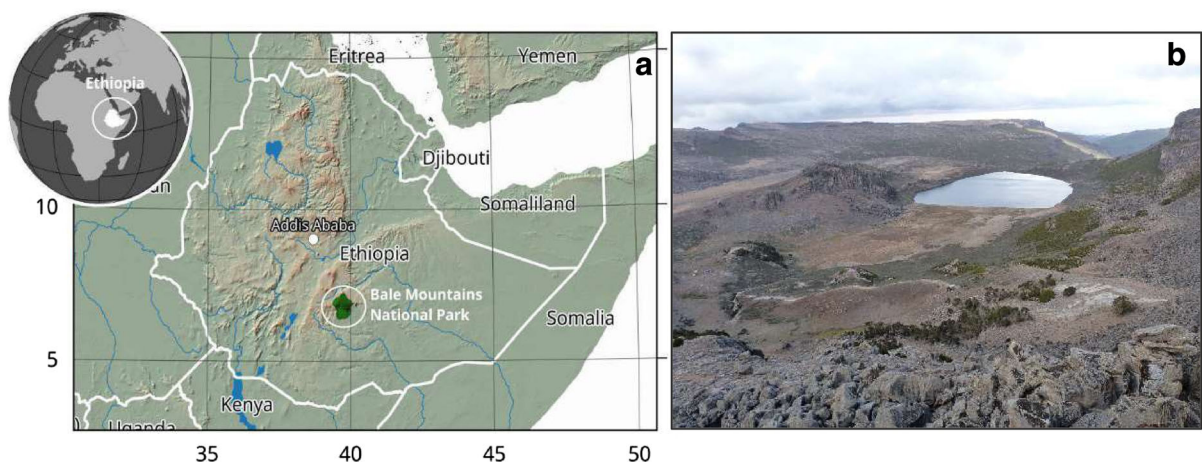 Ethiopia
Eritrea
Yemen
a
b
Djibouti
Somaliland
10
Addis Ababa
Ethiopia
Bale Mountains
National Park
Somalia
5
Kenya
Uganda
35
40
45
50